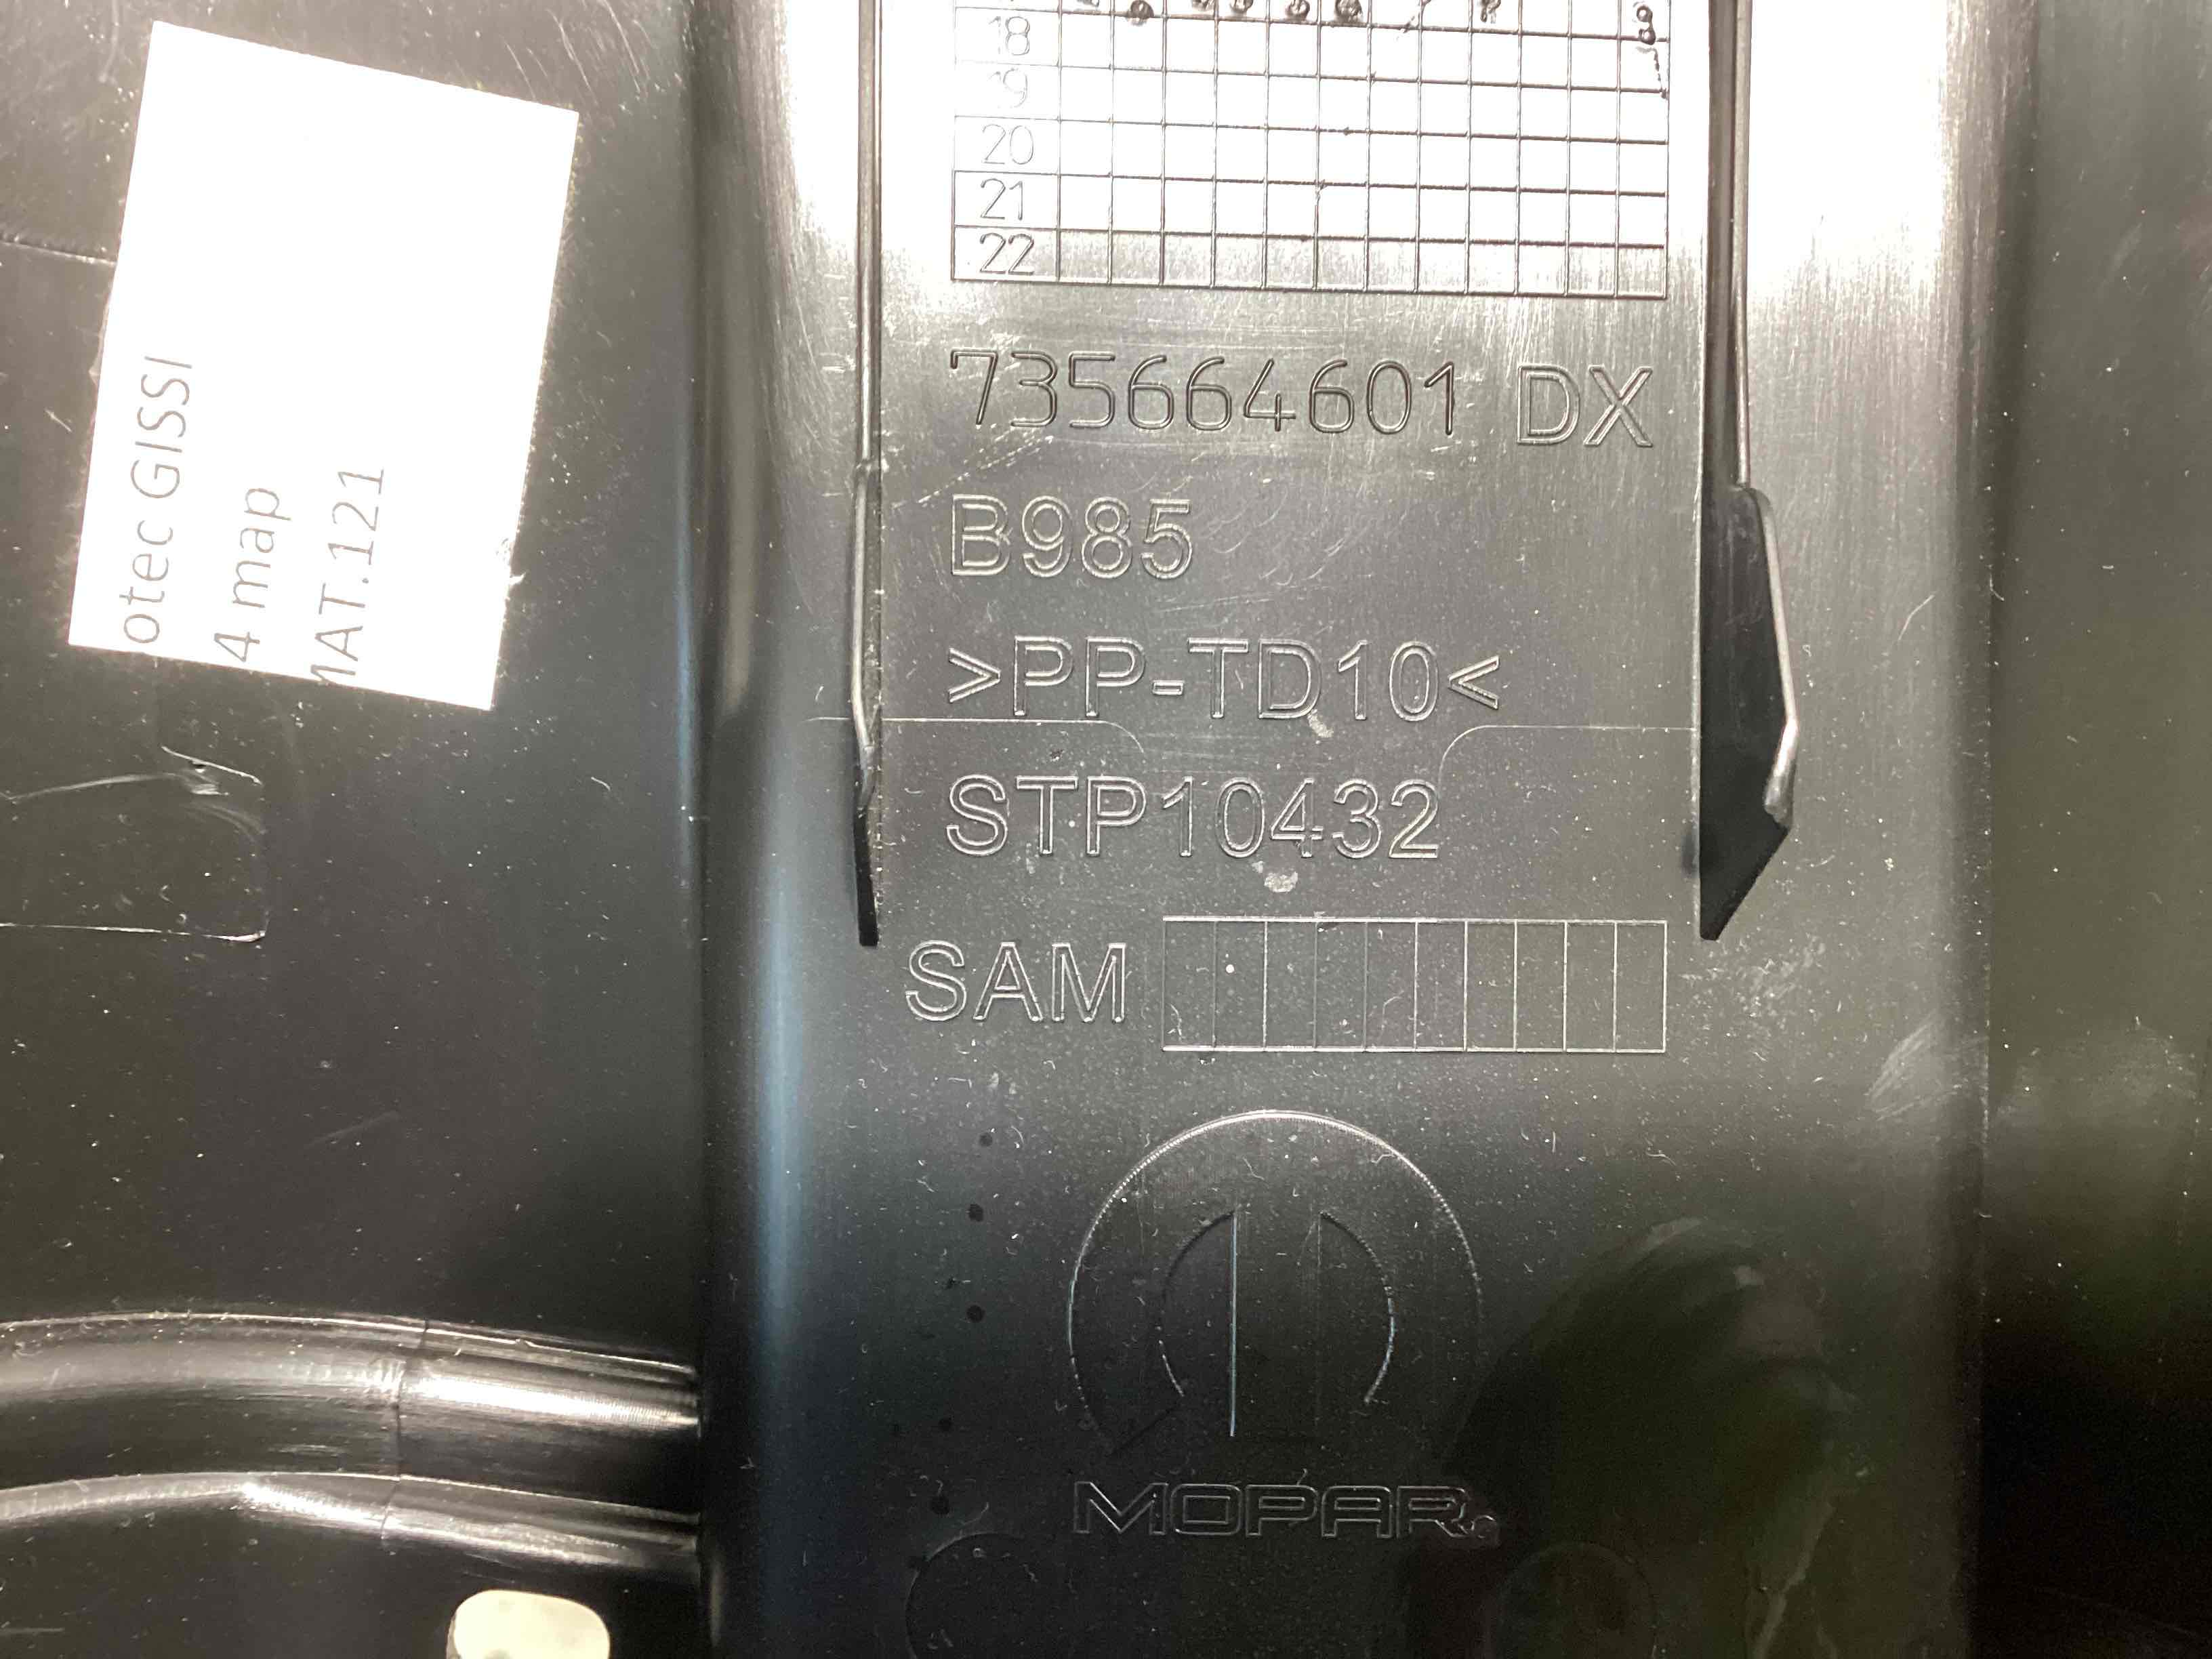 otec GISSI
4 map
MAT.121
18
19
20
21
22
735664601 DX
B985
>PP-TD10<
STP10432
SAM
MOPAR